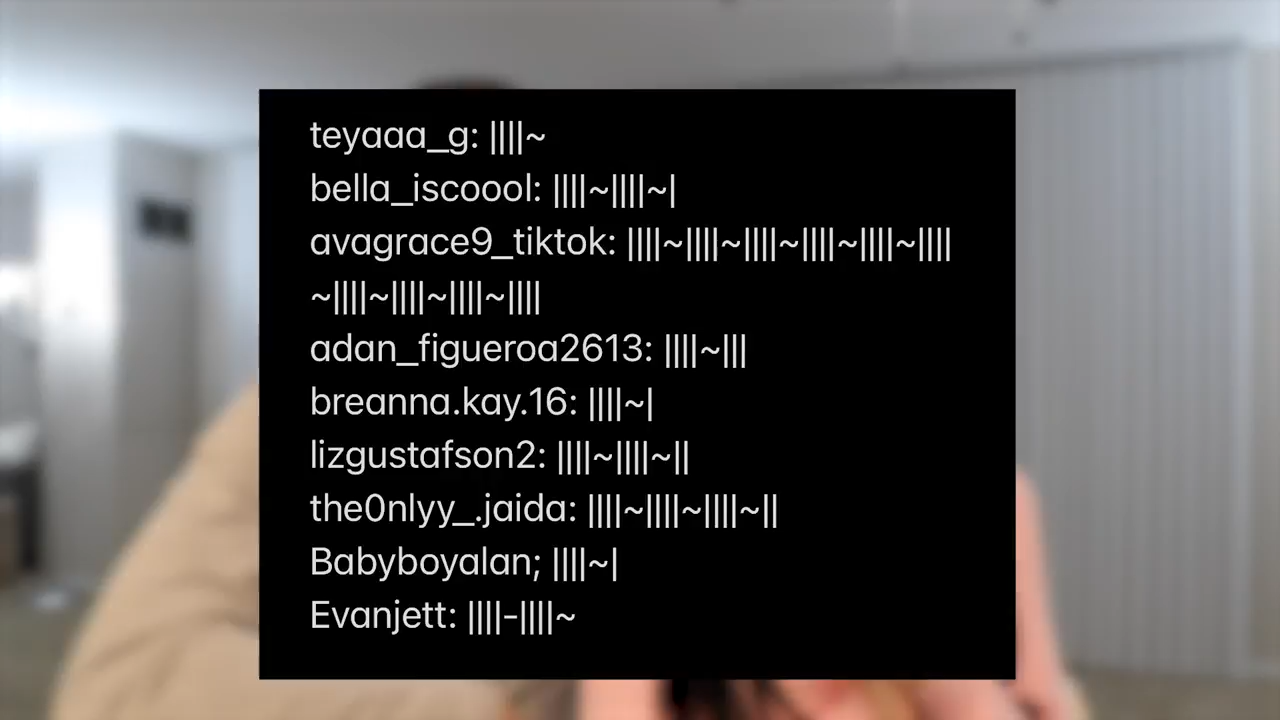 teyaaa_g: ||||~
bella_iscoool: ||||~||||~|
avagrace9_tiktok: ||||~||||~||||~||||~||||~||||
~||||~||||~||||~||||
adan_figueroa2613: ||||~|||
breanna.kay.16: ||||~|
lizgustafson2: ||||~||||~||
the0nlyy_.jaida: ||||~||||~||||~||
Babyboyalan; ||||~|
Evanjett: ||||-||||~